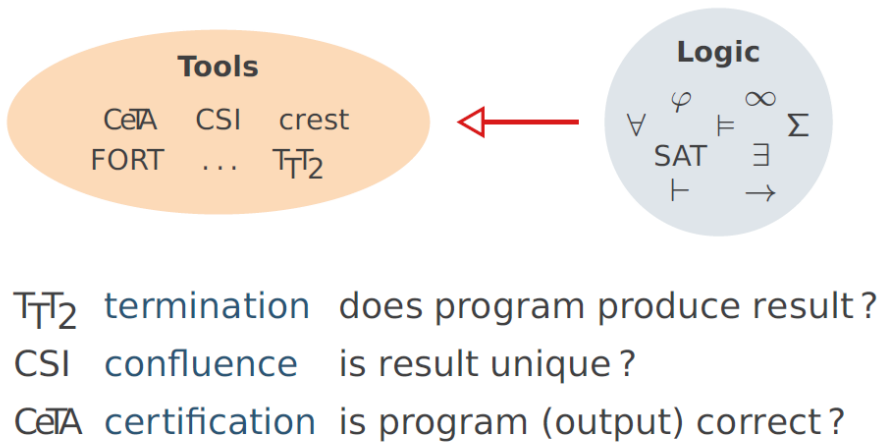 Tools
CeTA CSI crest
FORT ... TTT2
Logic
φ ∞
∀ ⊨ Σ
SAT ∃
⊢ →
TTT2 termination does program produce result ?
CSI confluence is result unique ?
CeTA certification is program (output) correct ?